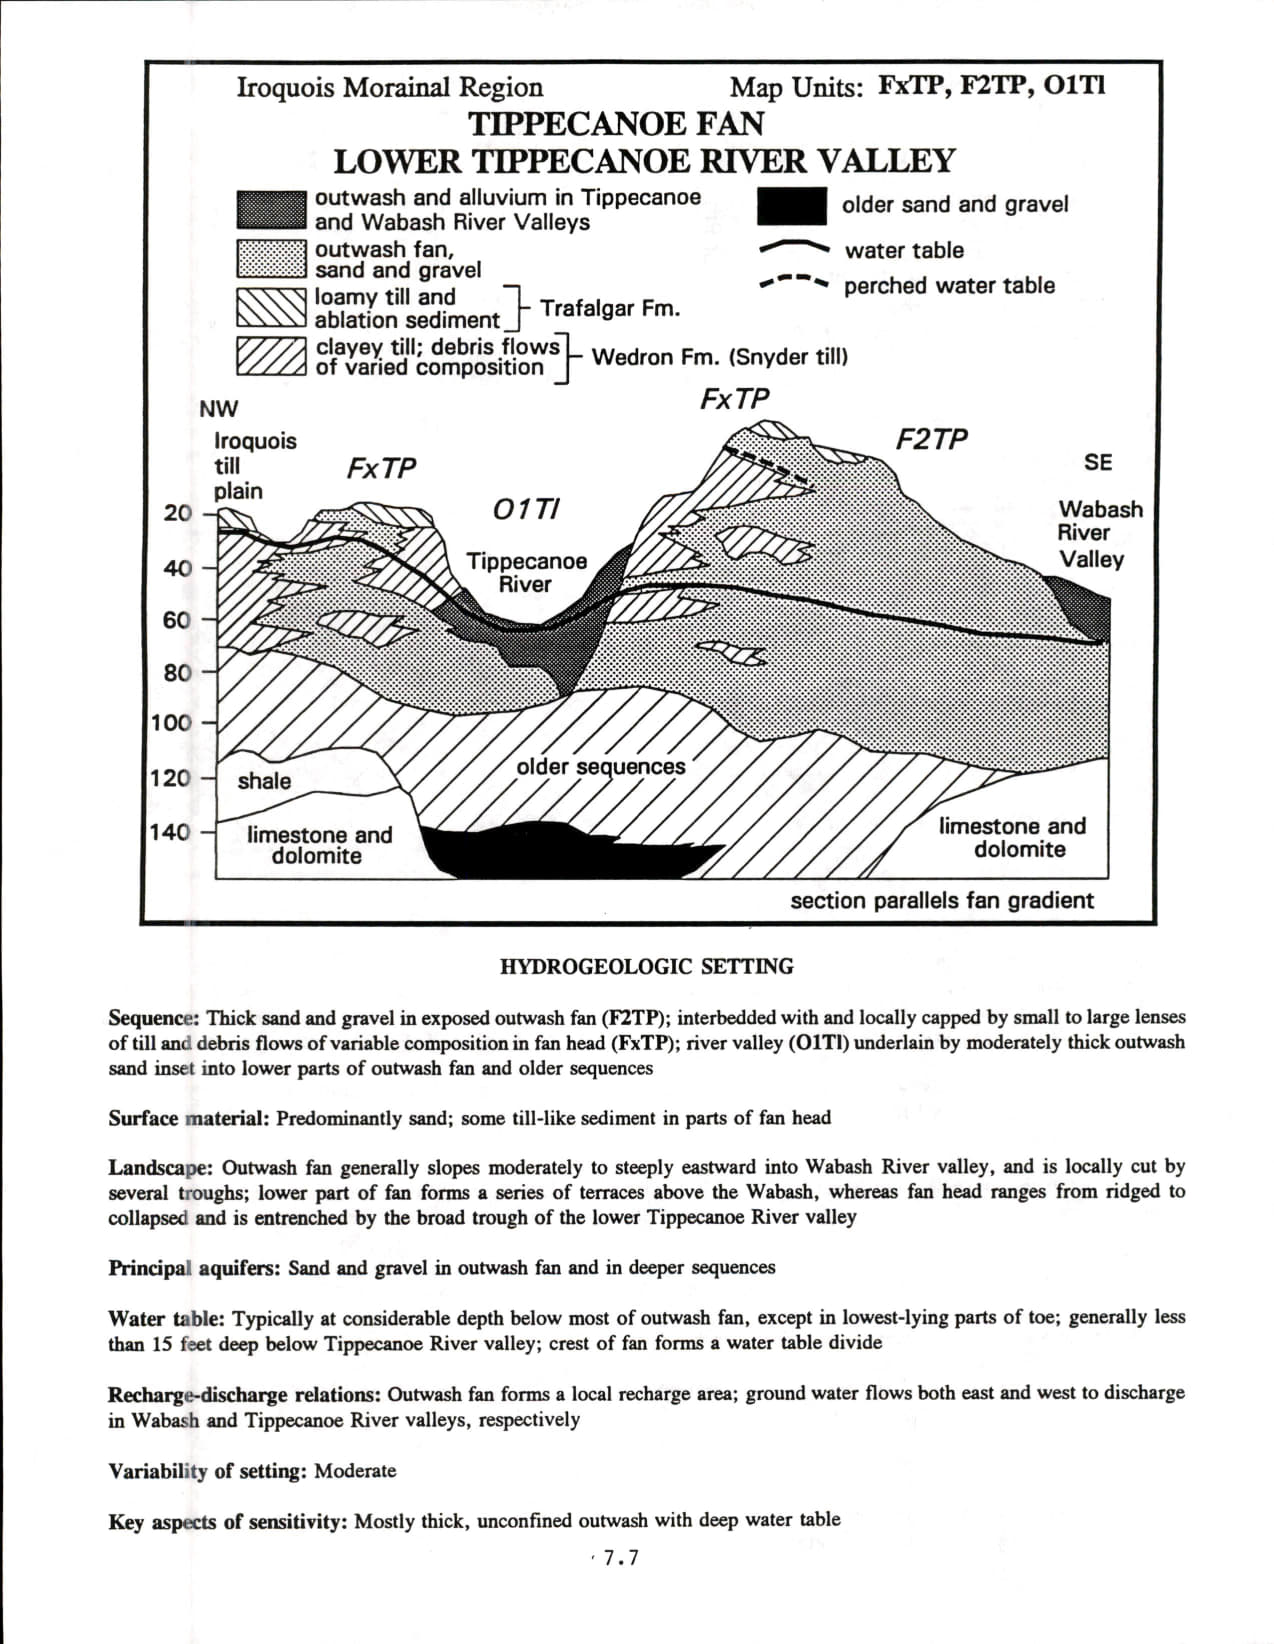 Iroquois Morainal Region
Map Units: FxTP, F2TP, O1Tl
TIPPECANOE FAN
LOWER TIPPECANOE RIVER VALLEY
outwash and alluvium in Tippecanoe
and Wabash River Valleys
outwash fan,
sand and gravel
loamy till and
ablation sediment
Trafalgar Fm.
clayey till; debris flows
of varied composition
Wedron Fm. (Snyder till)
older sand and gravel
water table
perched water table
NW
Iroquois
till
plain
FxTP
O1Tl
Tippecanoe
River
FxTP
F2TP
SE
Wabash
River
Valley
20
40
60
80
100
120
140
shale
limestone and
dolomite
older sequences
limestone and
dolomite
section parallels fan gradient
HYDROGEOLOGIC SETTING
Sequence: Thick sand and gravel in exposed outwash fan (F2TP); interbedded with and locally capped by small to large lenses
of till and debris flows of variable composition in fan head (FxTP); river valley (O1Tl) underlain by moderately thick outwash
sand inset into lower parts of outwash fan and older sequences
Surface material: Predominantly sand; some till-like sediment in parts of fan head
Landscape: Outwash fan generally slopes moderately to steeply eastward into Wabash River valley, and is locally cut by
several troughs; lower part of fan forms a series of terraces above the Wabash, whereas fan head ranges from ridged to
collapsed and is entrenched by the broad trough of the lower Tippecanoe River valley
Principal aquifers: Sand and gravel in outwash fan and in deeper sequences
Water table: Typically at considerable depth below most of outwash fan, except in lowest-lying parts of toe; generally less
than 15 feet deep below Tippecanoe River valley; crest of fan forms a water table divide
Recharge-discharge relations: Outwash fan forms a local recharge area; ground water flows both east and west to discharge
in Wabash and Tippecanoe River valleys, respectively
Variability of setting: Moderate
Key aspects of sensitivity: Mostly thick, unconfined outwash with deep water table
7.7